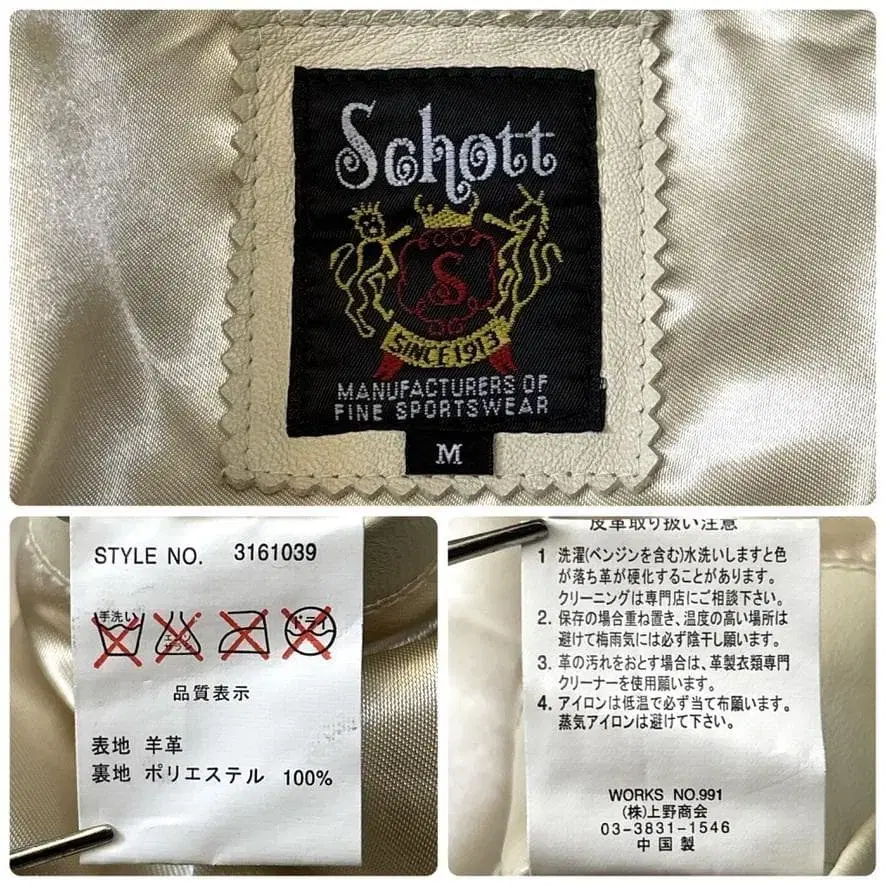 Schott
S
SINCE 1913
MANUFACTURERS OF
FINE SPORTSWEAR
M
STYLE NO. 3161039
手洗い
エンソ
サラシ
ドライ
品質表示
表地 羊革
裏地 ポリエステル 100%
皮革取り扱い注意
1 洗濯(ベンジンを含む)水洗いしますと色
が落ち革が硬化することがあります。
クリーニングは専門店にご相談下さい。
2. 保存の場合重ね置き、温度の高い場所は
避けて梅雨気には必ず陰干し願います。
3. 革の汚れをおとす場合は、革製衣類専門
クリーナーを使用願います。
4. アイロンは低温で必ず当て布願います。
蒸気アイロンは避けて下さい。
WORKS NO.991
(株)上野商会
03-3831-1546
中国製